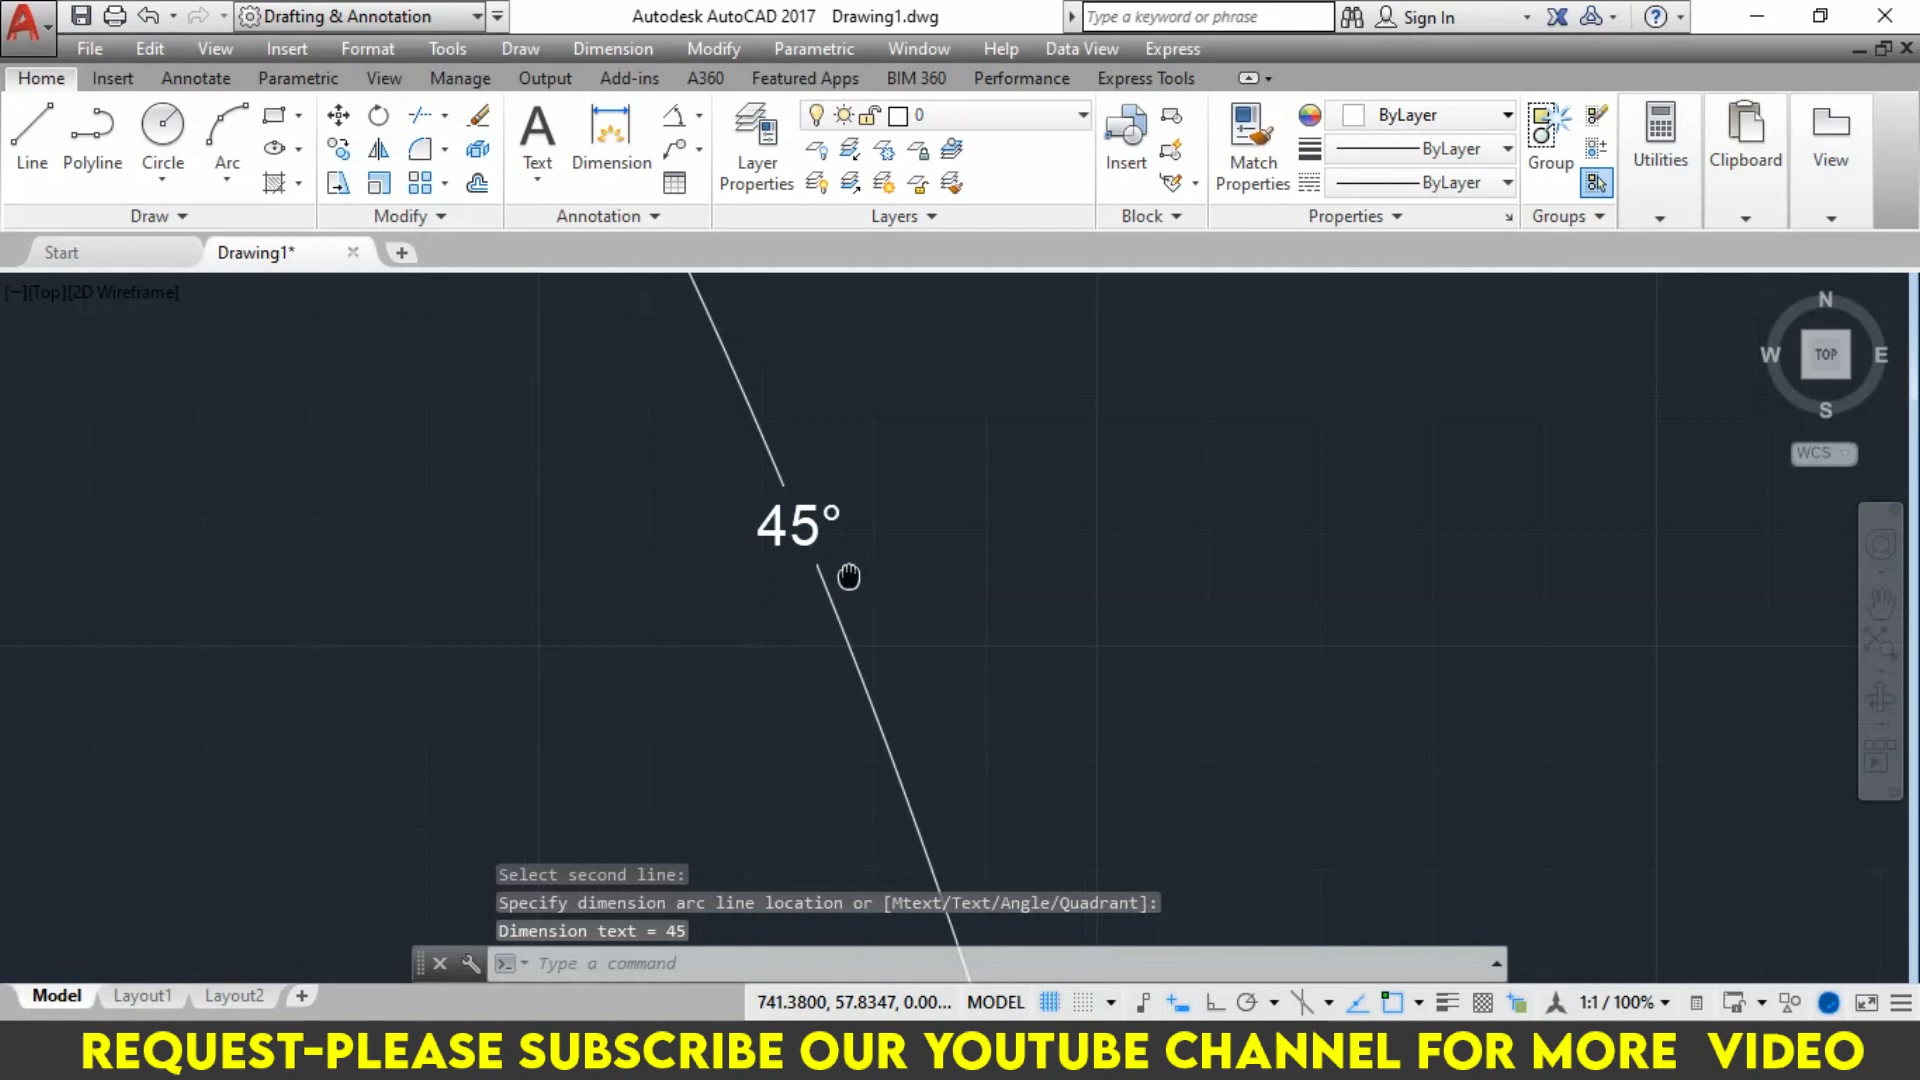 Drafting & Annotation
Autodesk AutoCAD 2017 Drawing1.dwg
Type a keyword or phrase
Sign In
File Edit View Insert Format Tools Draw Dimension Modify Parametric Window Help Data View Express
Home Insert Annotate Parametric View Manage Output Add-ins A360 Featured Apps BIM 360 Performance Express Tools
Line Polyline Circle Arc
Text Dimension
Layer Properties
0
Insert
Match Properties
ByLayer
ByLayer
ByLayer
Group
Utilities
Clipboard
View
Draw Modify Annotation Layers Block Properties Groups
Start Drawing1*
[−][Top][2D Wireframe]
N
W TOP E
S
WCS
45°
Select second line:
Specify dimension arc line location or [Mtext/Text/Angle/Quadrant]:
Dimension text = 45
Type a command
Model Layout1 Layout2
741.3800, 57.8347, 0.00... MODEL 1:1 / 100%
REQUEST-PLEASE SUBSCRIBE OUR YOUTUBE CHANNEL FOR MORE VIDEO